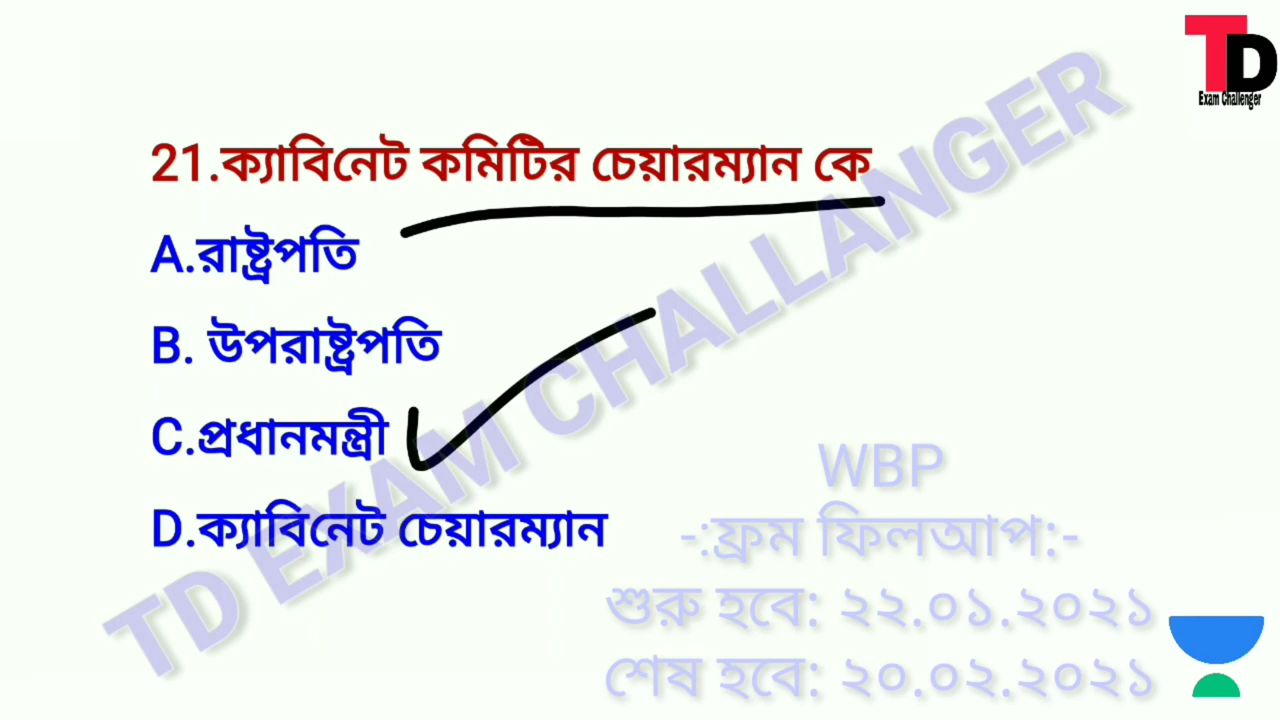 TD
Exam Challenger
21.ক্যাবিনেট কমিটির চেয়ারম্যান কে
A.রাষ্ট্রপতি
B. উপরাষ্ট্রপতি
C.প্রধানমন্ত্রী
D.ক্যাবিনেট চেয়ারম্যান
TD EXAM CHALLANGER
WBP
-:ফ্রম ফিলআপ:-
শুরু হবে: ২২.০১.২০২১
শেষ হবে: ২০.০২.২০২১